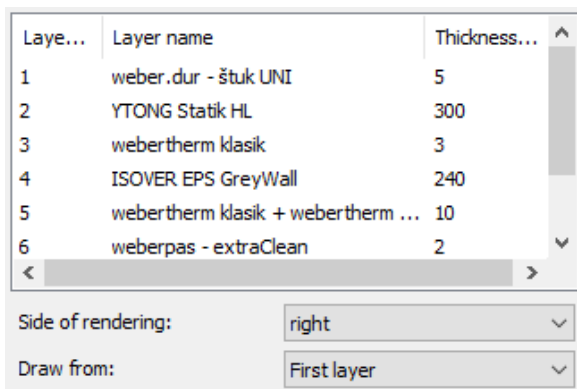 Laye... Layer name Thickness...
1 weber.dur - štuk UNI 5
2 YTONG Statik HL 300
3 webertherm klasik 3
4 ISOVER EPS GreyWall 240
5 webertherm klasik + webertherm ... 10
6 weberpas - extraClean 2
Side of rendering: right
Draw from: First layer